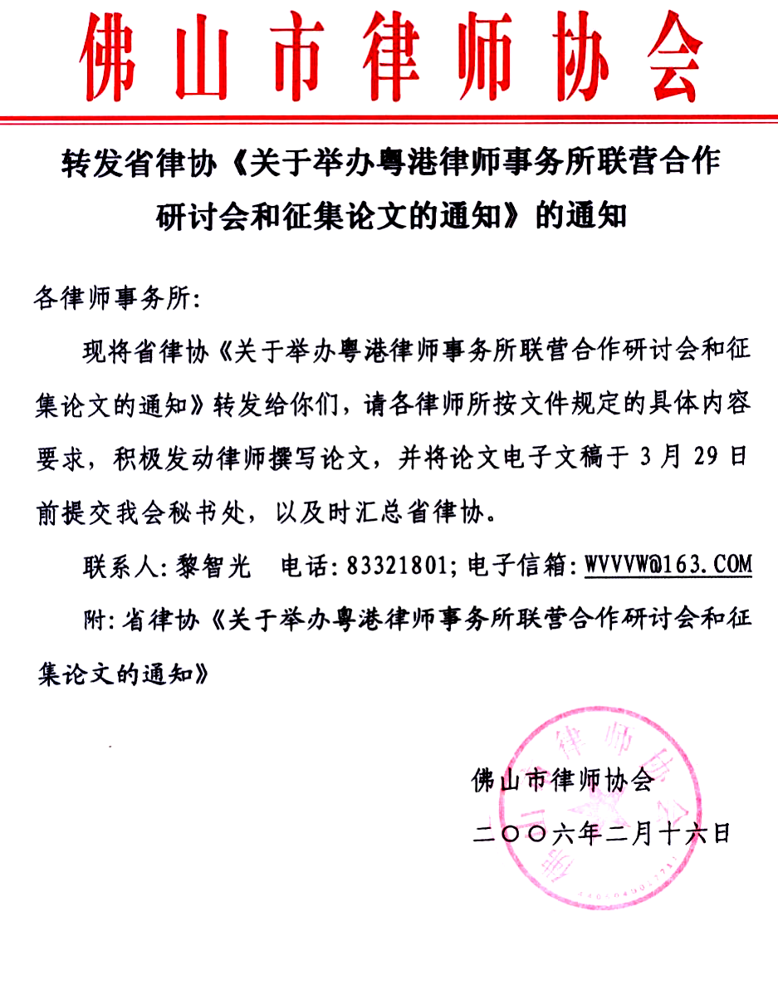 佛山市律师协会
转发省律协《关于举办粤港律师事务所联营合作
研讨会和征集论文的通知》的通知
各律师事务所：
现将省律协《关于举办粤港律师事务所联营合作研讨会和征
集论文的通知》转发给你们，请各律师所按文件规定的具体内容
要求，积极发动律师撰写论文，并将论文电子文稿于 3 月 29 日
前提交我会秘书处，以及时汇总省律协。
联系人：黎智光 电话：83321801；电子信箱：WVVVW@163.COM
附：省律协《关于举办粤港律师事务所联营合作研讨会和征
集论文的通知》
佛山市律师协会
二〇〇六年二月十六日
佛山市律师协会